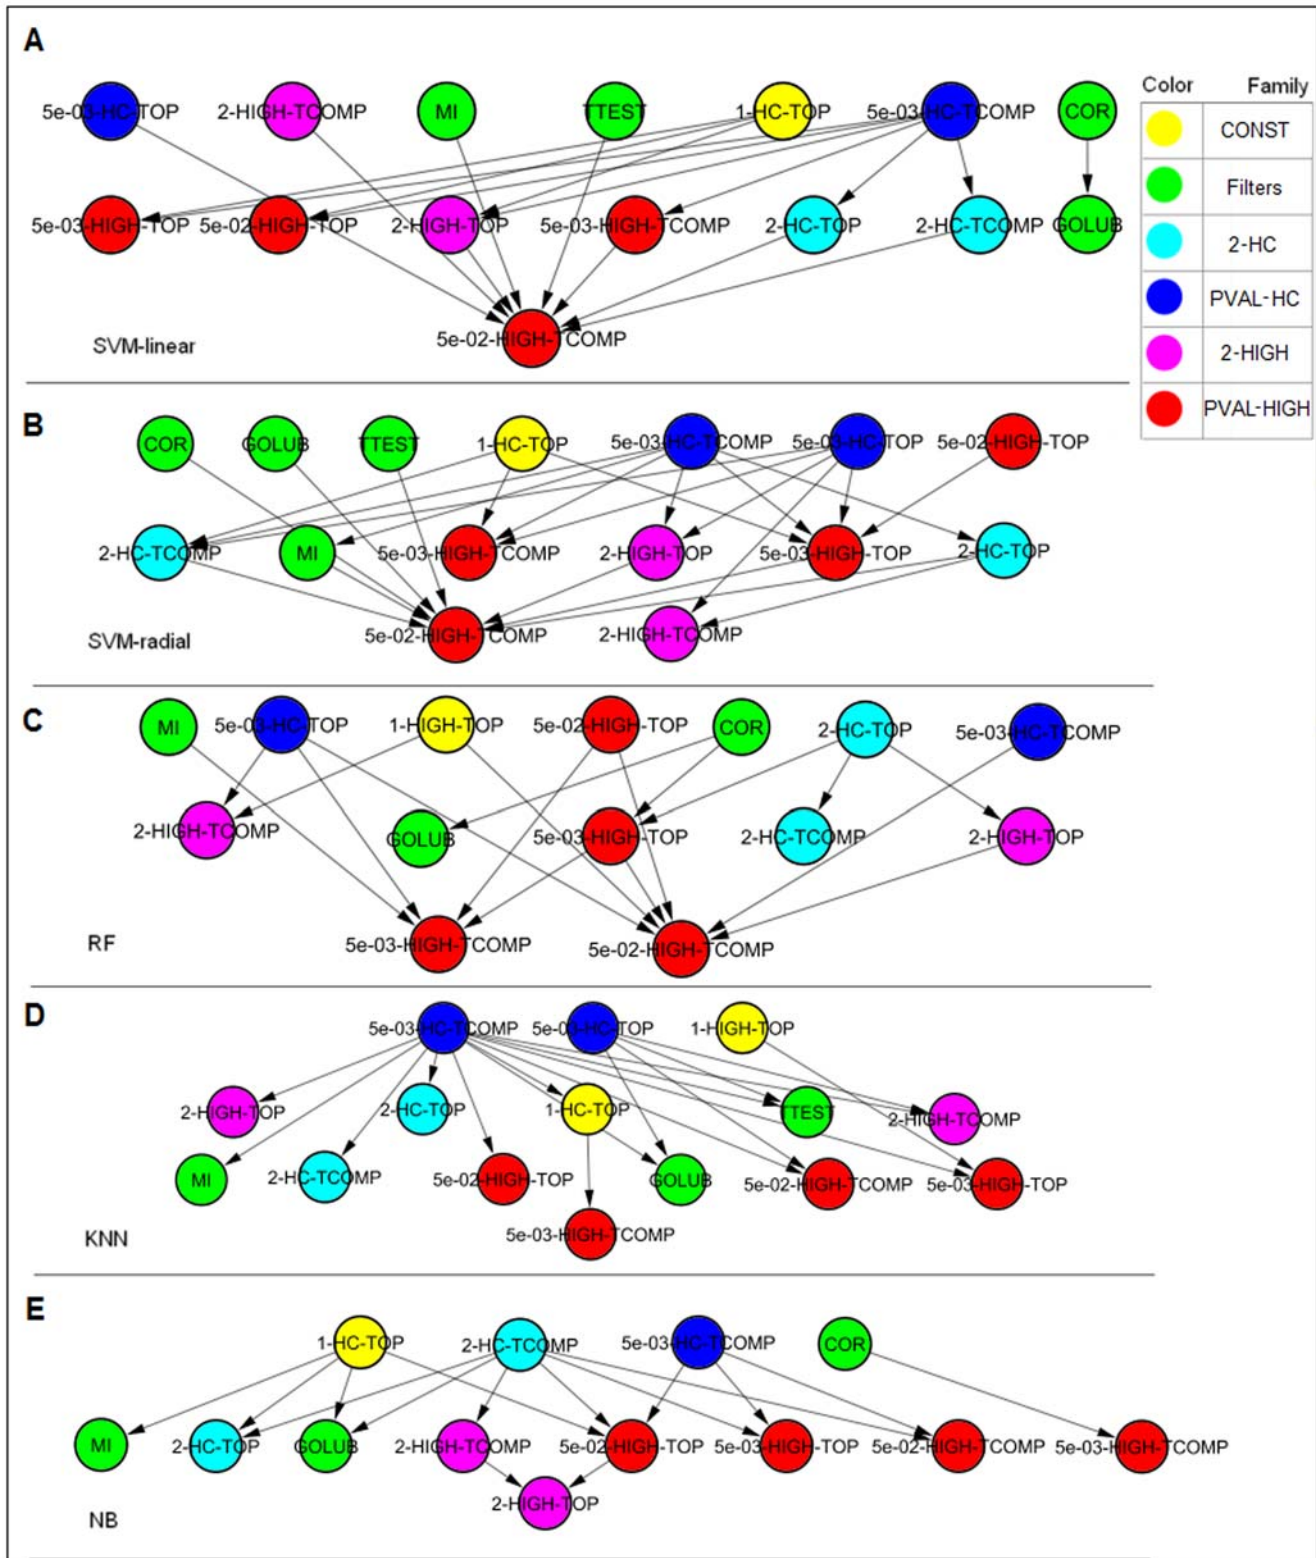 A
5e-03-HC-TOP 2-HIGH-TCOMP MI TTEST 1-HC-TOP 5e-03-HC-TCOMP COR
5e-03-HIGH-TOP 5e-02-HIGH-TOP 2-HIGH-TOP 5e-03-HIGH-TCOMP 2-HC-TOP 2-HC-TCOMP GOLUB
5e-02-HIGH-TCOMP
SVM-linear
Color Family
CONST
Filters
2-HC
PVAL-HC
2-HIGH
PVAL-HIGH
B
COR GOLUB TTEST 1-HC-TOP 5e-03-HC-TCOMP 5e-03-HC-TOP 5e-02-HIGH-TOP
2-HC-TCOMP MI 5e-03-HIGH-TCOMP 2-HIGH-TOP 5e-03-HIGH-TOP 2-HC-TOP
5e-02-HIGH-TCOMP 2-HIGH-TCOMP
SVM-radial
C
MI 5e-03-HC-TOP 1-HIGH-TOP 5e-02-HIGH-TOP COR 2-HC-TOP 5e-03-HC-TCOMP
2-HIGH-TCOMP GOLUB 5e-03-HIGH-TOP 2-HC-TCOMP 2-HIGH-TOP
5e-03-HIGH-TCOMP 5e-02-HIGH-TCOMP
RF
D
5e-03-HC-TCOMP 5e-03-HC-TOP 1-HIGH-TOP
2-HIGH-TOP 2-HC-TOP 1-HC-TOP TTEST 2-HIGH-TCOMP
MI 2-HC-TCOMP 5e-02-HIGH-TOP GOLUB 5e-02-HIGH-TCOMP 5e-03-HIGH-TOP
5e-03-HIGH-TCOMP
KNN
E
1-HC-TOP 2-HC-TCOMP 5e-03-HC-TCOMP COR
MI 2-HC-TOP GOLUB 2-HIGH-TCOMP 5e-02-HIGH-TOP 5e-03-HIGH-TOP 5e-02-HIGH-TCOMP 5e-03-HIGH-TCOMP
2-HIGH-TOP
NB